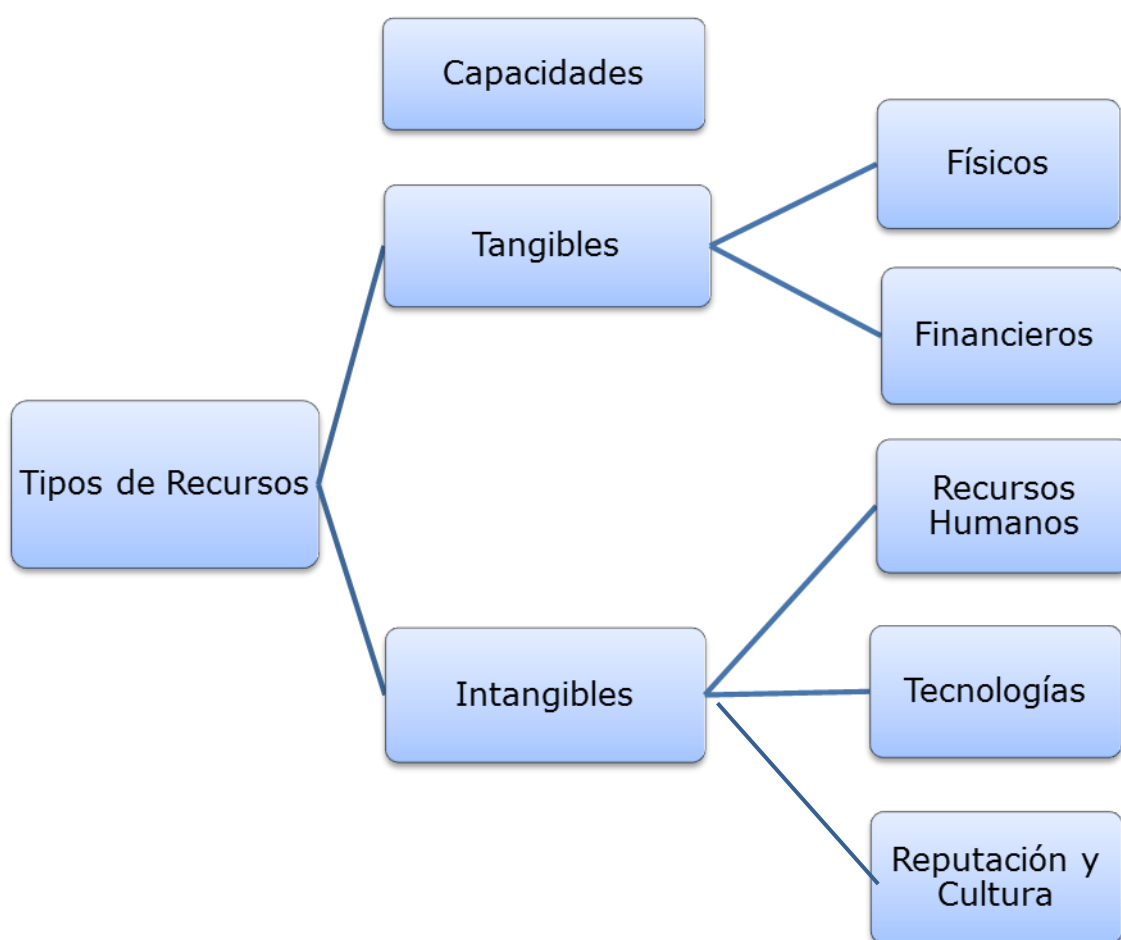 Capacidades
Físicos
Tangibles
Financieros
Tipos de Recursos
Recursos
Humanos
Intangibles
Tecnologías
Reputación y
Cultura